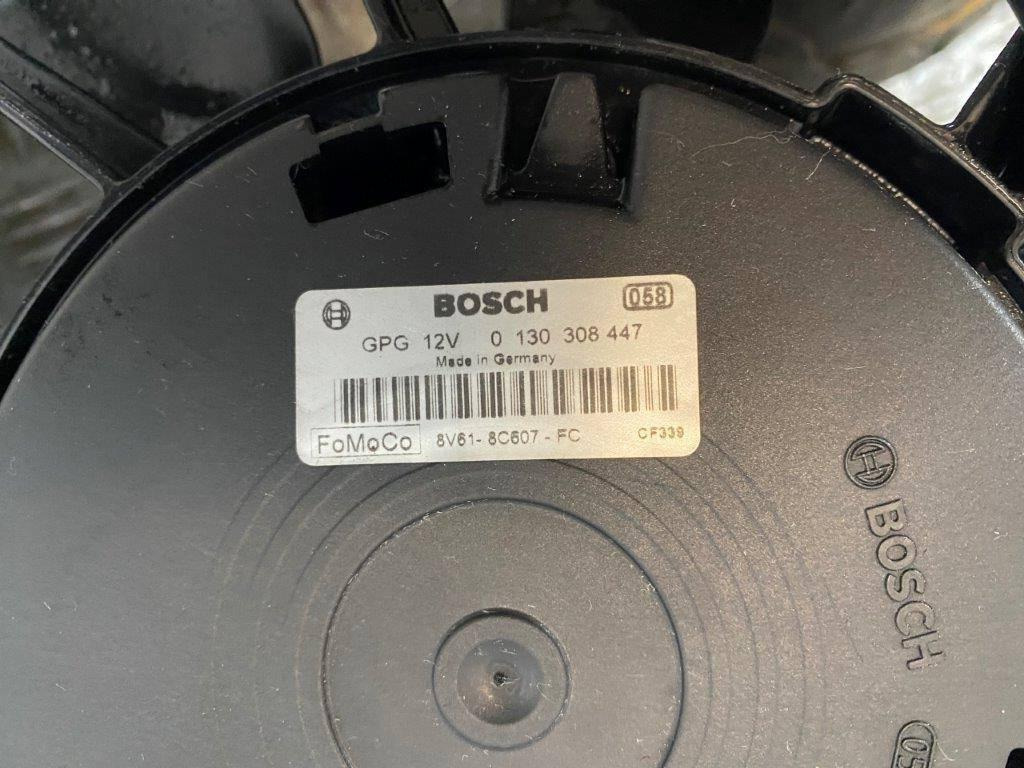 BOSCH 058
GPG 12V 0 130 308 447
Made in Germany
FoMoCo 8V61-8C607-FC CF339
BOSCH